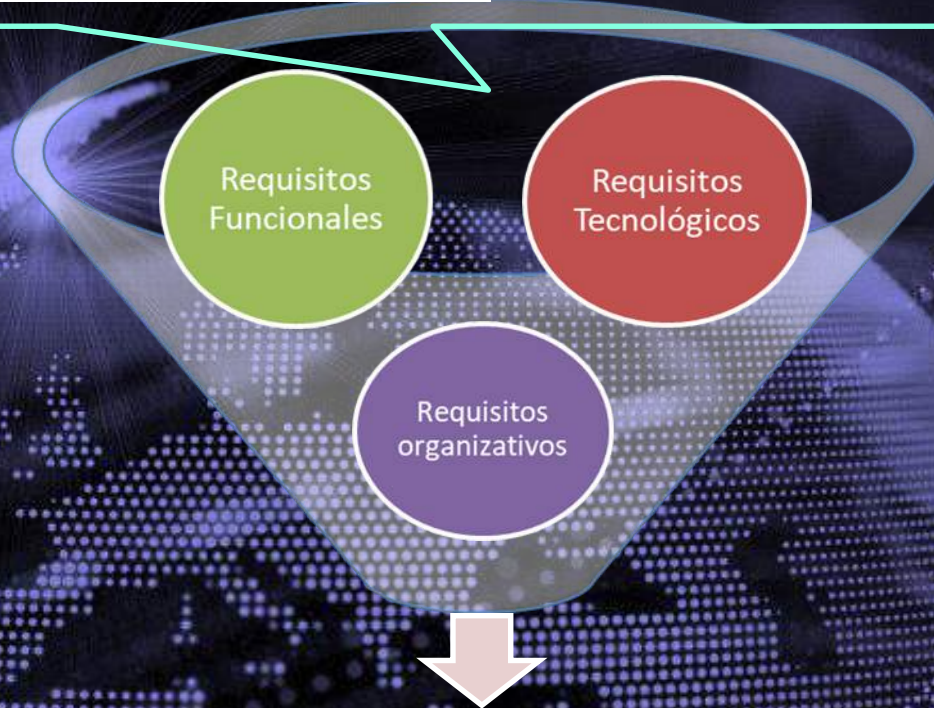 Requisitos
Funcionales
Requisitos
Tecnológicos
Requisitos
organizativos